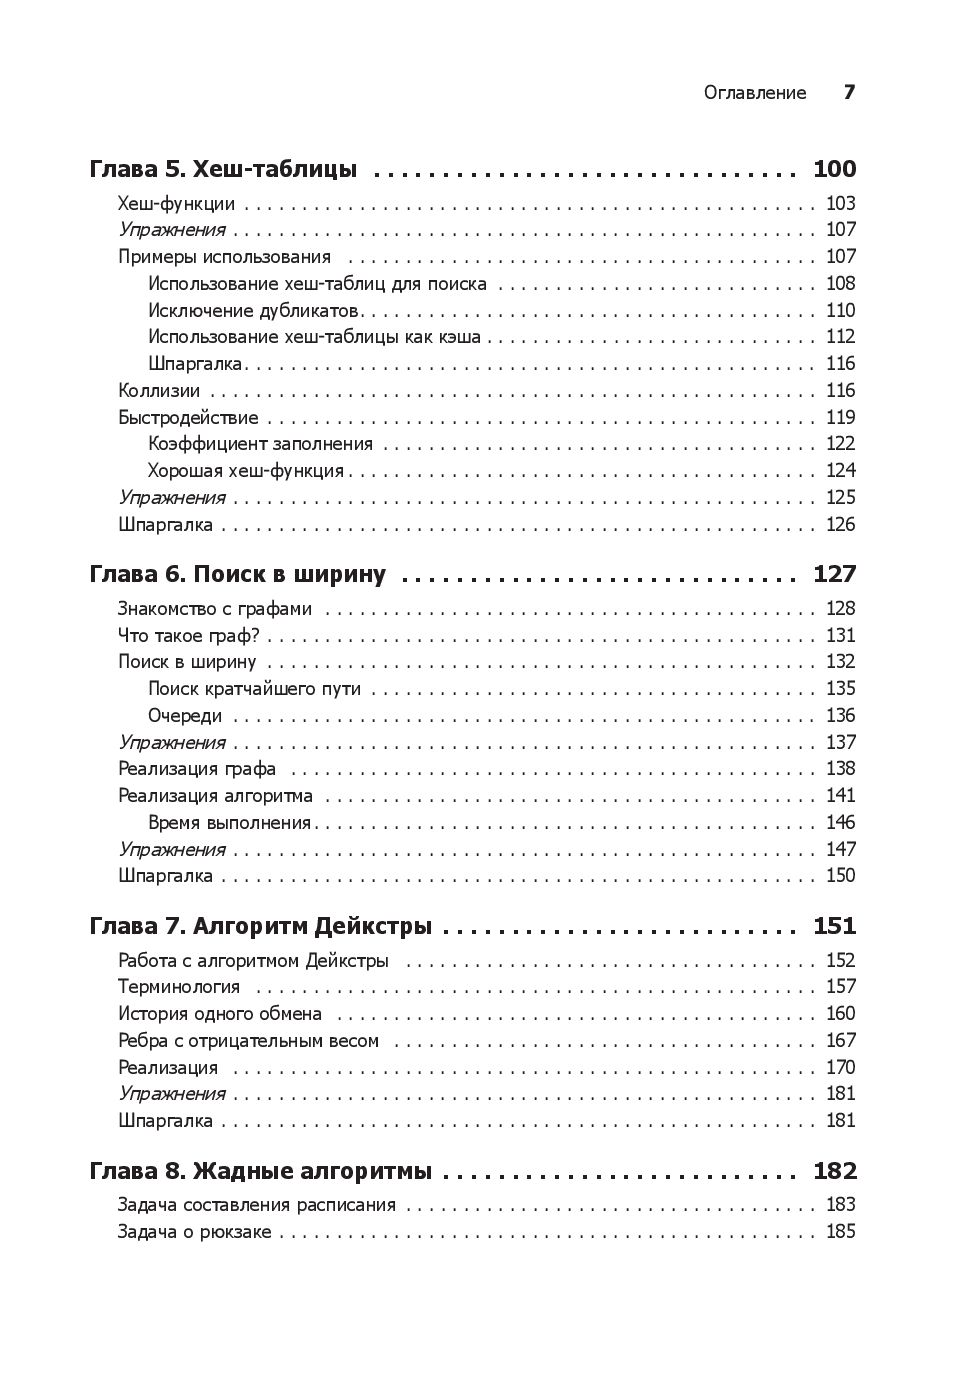 Оглавление 7
Глава 5. Хеш-таблицы . . . . . . . . . . . . . . . . . . . . . . . . . . . . . . . 100
Хеш-функции . . . . . . . . . . . . . . . . . . . . . . . . . . . . . . . . . . . . . . . . . . . . . . . . . . 103
Упражнения . . . . . . . . . . . . . . . . . . . . . . . . . . . . . . . . . . . . . . . . . . . . . . . . . . . 107
Примеры использования . . . . . . . . . . . . . . . . . . . . . . . . . . . . . . . . . . . . . . . . . 107
Использование хеш-таблиц для поиска . . . . . . . . . . . . . . . . . . . . . . . . . . . . 108
Исключение дубликатов. . . . . . . . . . . . . . . . . . . . . . . . . . . . . . . . . . . . . . . . 110
Использование хеш-таблицы как кэша . . . . . . . . . . . . . . . . . . . . . . . . . . . . . 112
Шпаргалка. . . . . . . . . . . . . . . . . . . . . . . . . . . . . . . . . . . . . . . . . . . . . . . . . . 116
Коллизии . . . . . . . . . . . . . . . . . . . . . . . . . . . . . . . . . . . . . . . . . . . . . . . . . . . . . 116
Быстродействие . . . . . . . . . . . . . . . . . . . . . . . . . . . . . . . . . . . . . . . . . . . . . . . . 119
Коэффициент заполнения . . . . . . . . . . . . . . . . . . . . . . . . . . . . . . . . . . . . . . 122
Хорошая хеш-функция . . . . . . . . . . . . . . . . . . . . . . . . . . . . . . . . . . . . . . . . . 124
Упражнения . . . . . . . . . . . . . . . . . . . . . . . . . . . . . . . . . . . . . . . . . . . . . . . . . . . 125
Шпаргалка . . . . . . . . . . . . . . . . . . . . . . . . . . . . . . . . . . . . . . . . . . . . . . . . . . . . 126
Глава 6. Поиск в ширину . . . . . . . . . . . . . . . . . . . . . . . . . . . . . 127
Знакомство с графами . . . . . . . . . . . . . . . . . . . . . . . . . . . . . . . . . . . . . . . . . . . 128
Что такое граф? . . . . . . . . . . . . . . . . . . . . . . . . . . . . . . . . . . . . . . . . . . . . . . . . 131
Поиск в ширину . . . . . . . . . . . . . . . . . . . . . . . . . . . . . . . . . . . . . . . . . . . . . . . . 132
Поиск кратчайшего пути . . . . . . . . . . . . . . . . . . . . . . . . . . . . . . . . . . . . . . . 135
Очереди . . . . . . . . . . . . . . . . . . . . . . . . . . . . . . . . . . . . . . . . . . . . . . . . . . . 136
Упражнения . . . . . . . . . . . . . . . . . . . . . . . . . . . . . . . . . . . . . . . . . . . . . . . . . . . 137
Реализация графа . . . . . . . . . . . . . . . . . . . . . . . . . . . . . . . . . . . . . . . . . . . . . . 138
Реализация алгоритма . . . . . . . . . . . . . . . . . . . . . . . . . . . . . . . . . . . . . . . . . . . 141
Время выполнения. . . . . . . . . . . . . . . . . . . . . . . . . . . . . . . . . . . . . . . . . . . . 146
Упражнения . . . . . . . . . . . . . . . . . . . . . . . . . . . . . . . . . . . . . . . . . . . . . . . . . . . 147
Шпаргалка . . . . . . . . . . . . . . . . . . . . . . . . . . . . . . . . . . . . . . . . . . . . . . . . . . . . 150
Глава 7. Алгоритм Дейкстры . . . . . . . . . . . . . . . . . . . . . . . . . . 151
Работа с алгоритмом Дейкстры . . . . . . . . . . . . . . . . . . . . . . . . . . . . . . . . . . . . 152
Терминология . . . . . . . . . . . . . . . . . . . . . . . . . . . . . . . . . . . . . . . . . . . . . . . . . 157
История одного обмена . . . . . . . . . . . . . . . . . . . . . . . . . . . . . . . . . . . . . . . . . . 160
Ребра с отрицательным весом . . . . . . . . . . . . . . . . . . . . . . . . . . . . . . . . . . . . . 167
Реализация . . . . . . . . . . . . . . . . . . . . . . . . . . . . . . . . . . . . . . . . . . . . . . . . . . . 170
Упражнения . . . . . . . . . . . . . . . . . . . . . . . . . . . . . . . . . . . . . . . . . . . . . . . . . . . 181
Шпаргалка . . . . . . . . . . . . . . . . . . . . . . . . . . . . . . . . . . . . . . . . . . . . . . . . . . . . 181
Глава 8. Жадные алгоритмы . . . . . . . . . . . . . . . . . . . . . . . . . . 182
Задача составления расписания . . . . . . . . . . . . . . . . . . . . . . . . . . . . . . . . . . . . 183
Задача о рюкзаке . . . . . . . . . . . . . . . . . . . . . . . . . . . . . . . . . . . . . . . . . . . . . . . 185